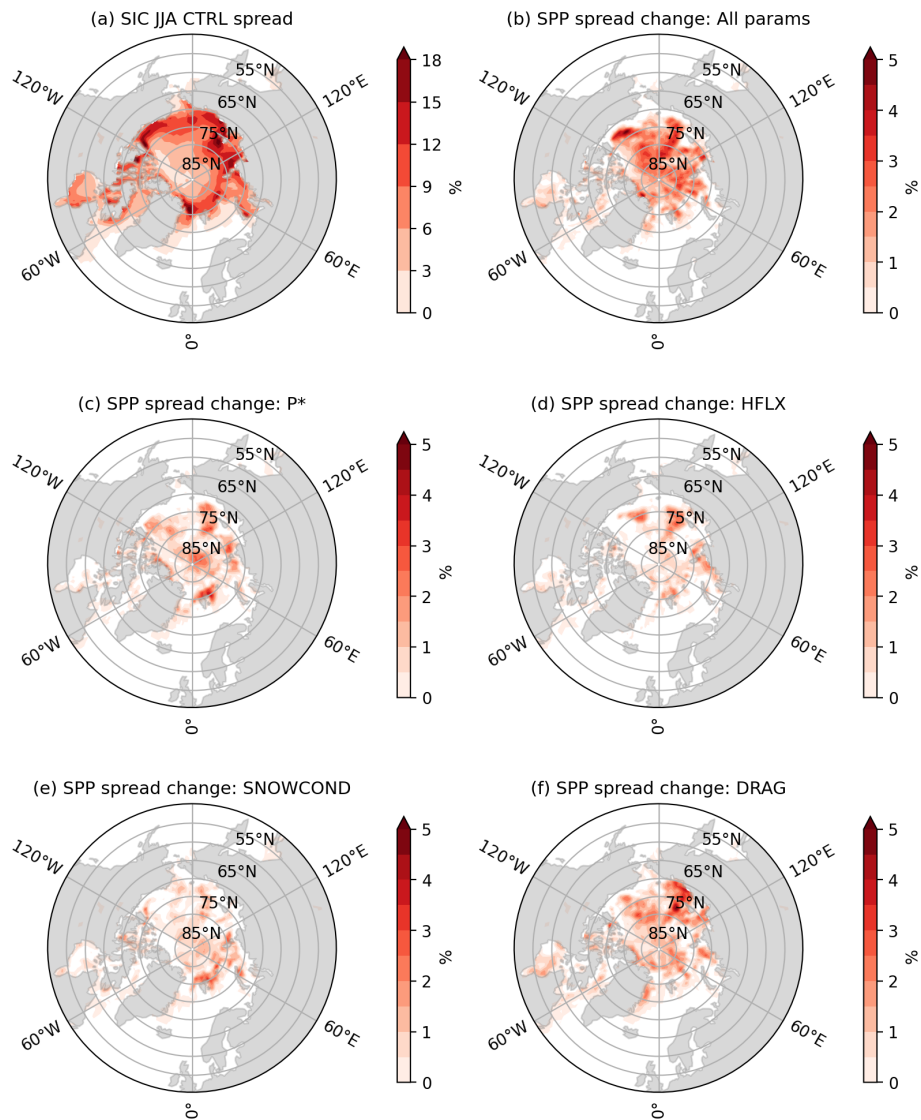 (a) SIC JJA CTRL spread
120°W
55°N
65°N
75°N
85°N
120°E
60°W
60°E
0°
18
15
12
9
6
3
0
%
(b) SPP spread change: All params
120°W
55°N
65°N
75°N
85°N
120°E
60°W
60°E
0°
5
4
3
2
1
0
%
(c) SPP spread change: P*
120°W
55°N
65°N
75°N
85°N
120°E
60°W
60°E
0°
5
4
3
2
1
0
%
(d) SPP spread change: HFLX
120°W
55°N
65°N
75°N
85°N
120°E
60°W
60°E
0°
5
4
3
2
1
0
%
(e) SPP spread change: SNOWCOND
120°W
55°N
65°N
75°N
85°N
120°E
60°W
60°E
0°
5
4
3
2
1
0
%
(f) SPP spread change: DRAG
120°W
55°N
65°N
75°N
85°N
120°E
60°W
60°E
0°
5
4
3
2
1
0
%